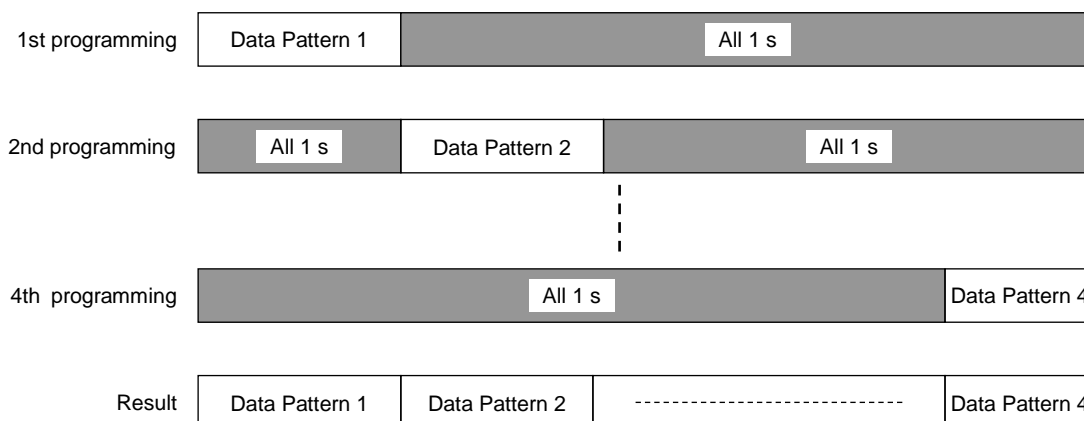 1st programming Data Pattern 1 All 1 s
2nd programming All 1 s Data Pattern 2 All 1 s
4th programming All 1 s Data Pattern 4
Result Data Pattern 1 Data Pattern 2 Data Pattern 4